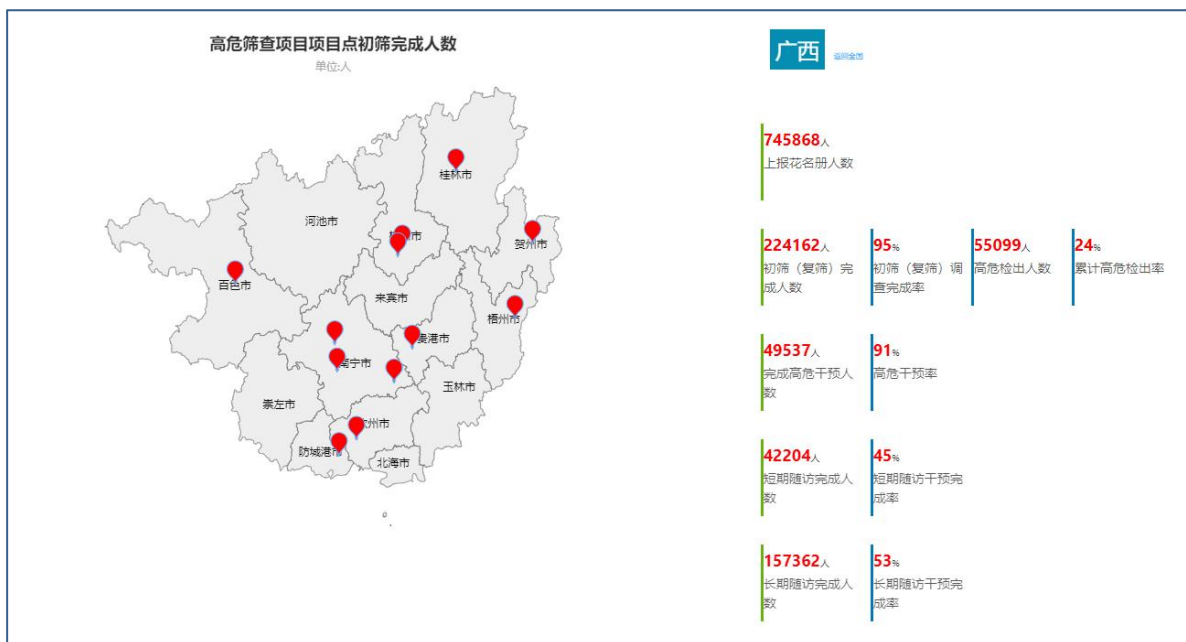 高危筛查项目项目点初筛完成人数
单位:人
广西
返回全国
桂林市
河池市
州市
贺州市
百色市
来宾市
梧州市
贵港市
南宁市
玉林市
崇左市
州市
防城港市
北海市
745868人
上报花名册人数
224162人
初筛（复筛）完
成人数
95%
初筛（复筛）调
查完成率
55099人
高危检出人数
24%
累计高危检出率
49537人
完成高危干预人
数
91%
高危干预率
42204人
短期随访完成人
数
45%
短期随访干预完
成率
157362人
长期随访完成人
数
53%
长期随访干预完
成率